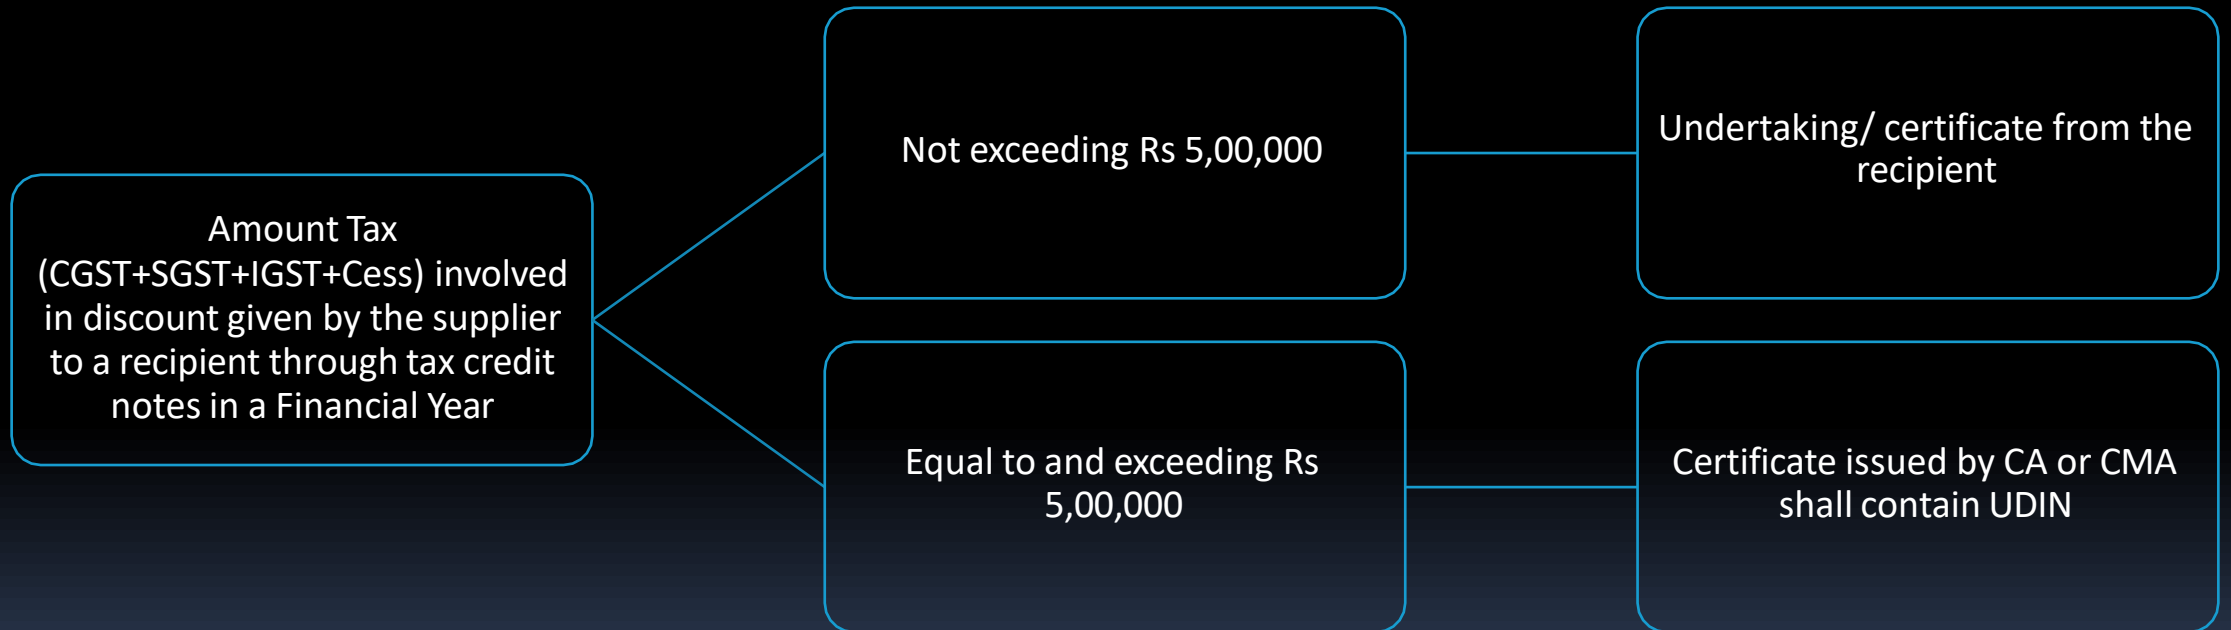 Amount Tax
(CGST+SGST+IGST+Cess) involved
in discount given by the supplier
to a recipient through tax credit
notes in a Financial Year
Not exceeding Rs 5,00,000
Undertaking/ certificate from the
recipient
Equal to and exceeding Rs
5,00,000
Certificate issued by CA or CMA
shall contain UDIN